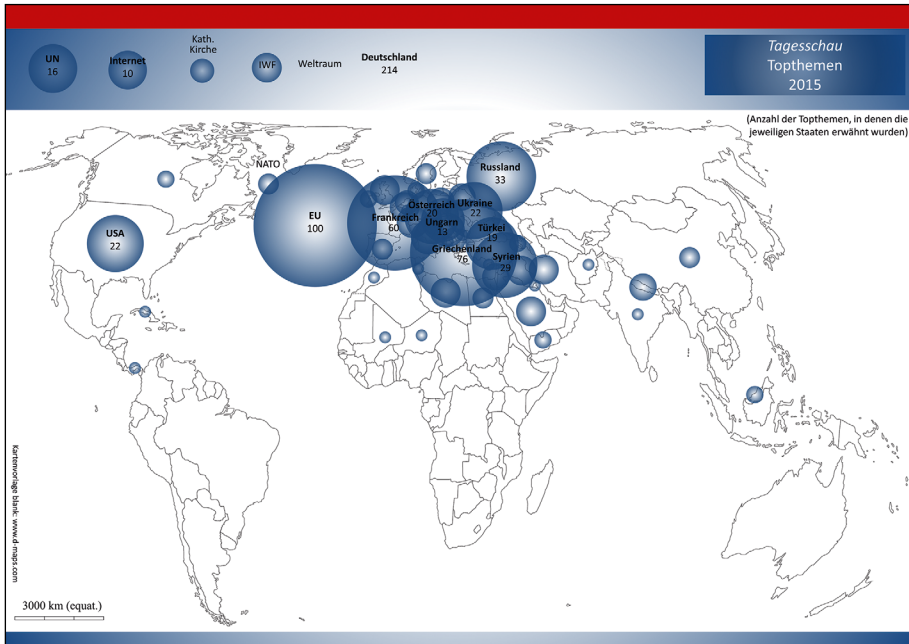 UN
16
Internet
10
Kath.
Kirche
IWF
Weltraum
Deutschland
214
Tagesschau
Topthemen
2015
(Anzahl der Topthemen, in denen die
jeweiligen Staaten erwähnt wurden)
NATO
Russland
33
EU
100
USA
22
Frankreich
60
Österreich
20
Ukraine
22
Ungarn
13
Türkei
19
Griechenland
76
Syrien
29
Kartenvorlage blank: www.d-maps.com
3000 km (equat.)